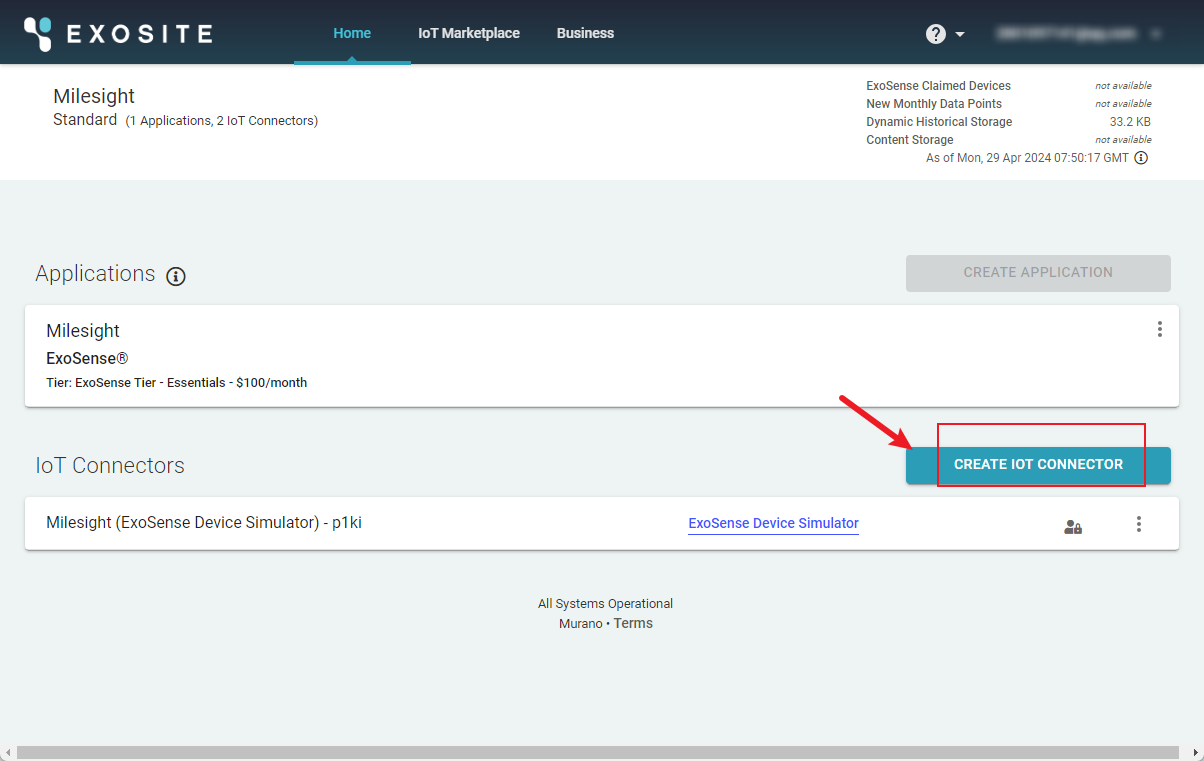 EXOSITE
Home
IoT Marketplace
Business
?
Milesight
Standard (1 Applications, 2 IoT Connectors)
ExoSense Claimed Devices not available
New Monthly Data Points not available
Dynamic Historical Storage 33.2 KB
Content Storage not available
As of Mon, 29 Apr 2024 07:50:17 GMT
Applications
CREATE APPLICATION
Milesight
ExoSense®
Tier: ExoSense Tier - Essentials - $100/month
IoT Connectors
CREATE IOT CONNECTOR
Milesight (ExoSense Device Simulator) - p1ki
ExoSense Device Simulator
All Systems Operational
Murano • Terms